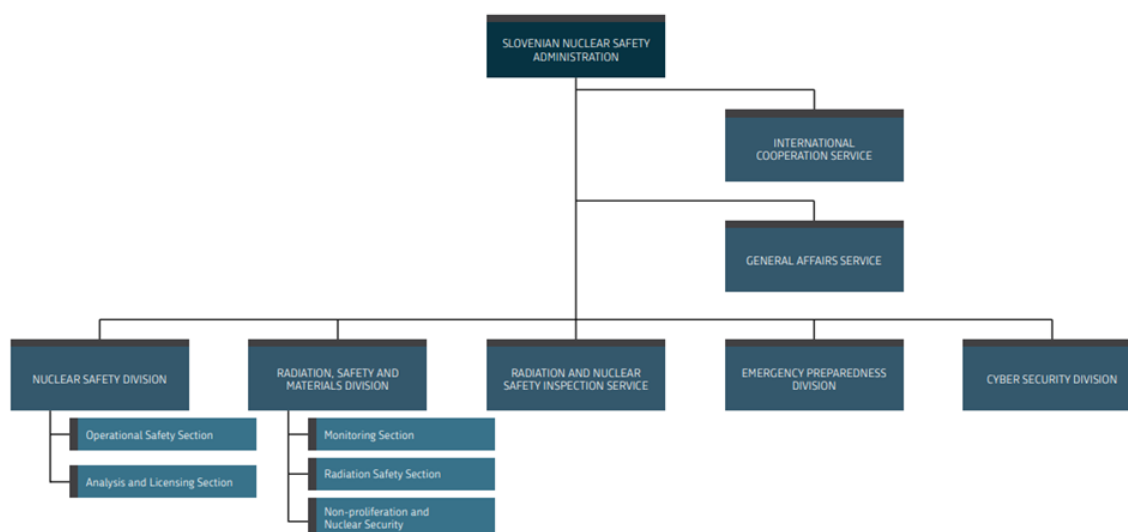 SLOVENIAN NUCLEAR SAFETY
ADMINISTRATION
INTERNATIONAL
COOPERATION SERVICE
GENERAL AFFAIRS SERVICE
NUCLEAR SAFETY DIVISION
RADIATION, SAFETY AND
MATERIALS DIVISION
RADIATION AND NUCLEAR
SAFETY INSPECTION SERVICE
EMERGENCY PREPAREDNESS
DIVISION
CYBER SECURITY DIVISION
Operational Safety Section
Analysis and Licensing Section
Monitoring Section
Radiation Safety Section
Non-proliferation and
Nuclear Security